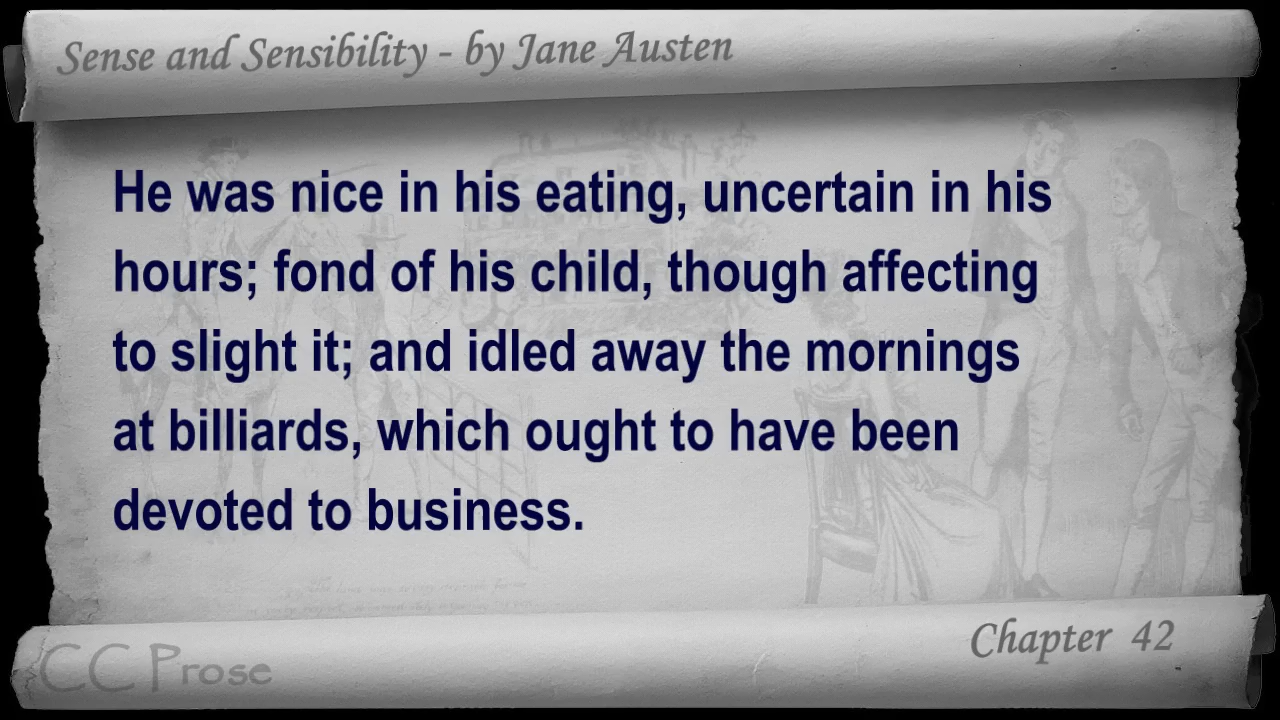 Sense and Sensibility - by Jane Austen
He was nice in his eating, uncertain in his
hours; fond of his child, though affecting
to slight it; and idled away the mornings
at billiards, which ought to have been
devoted to business.
Chapter 42
CC Prose